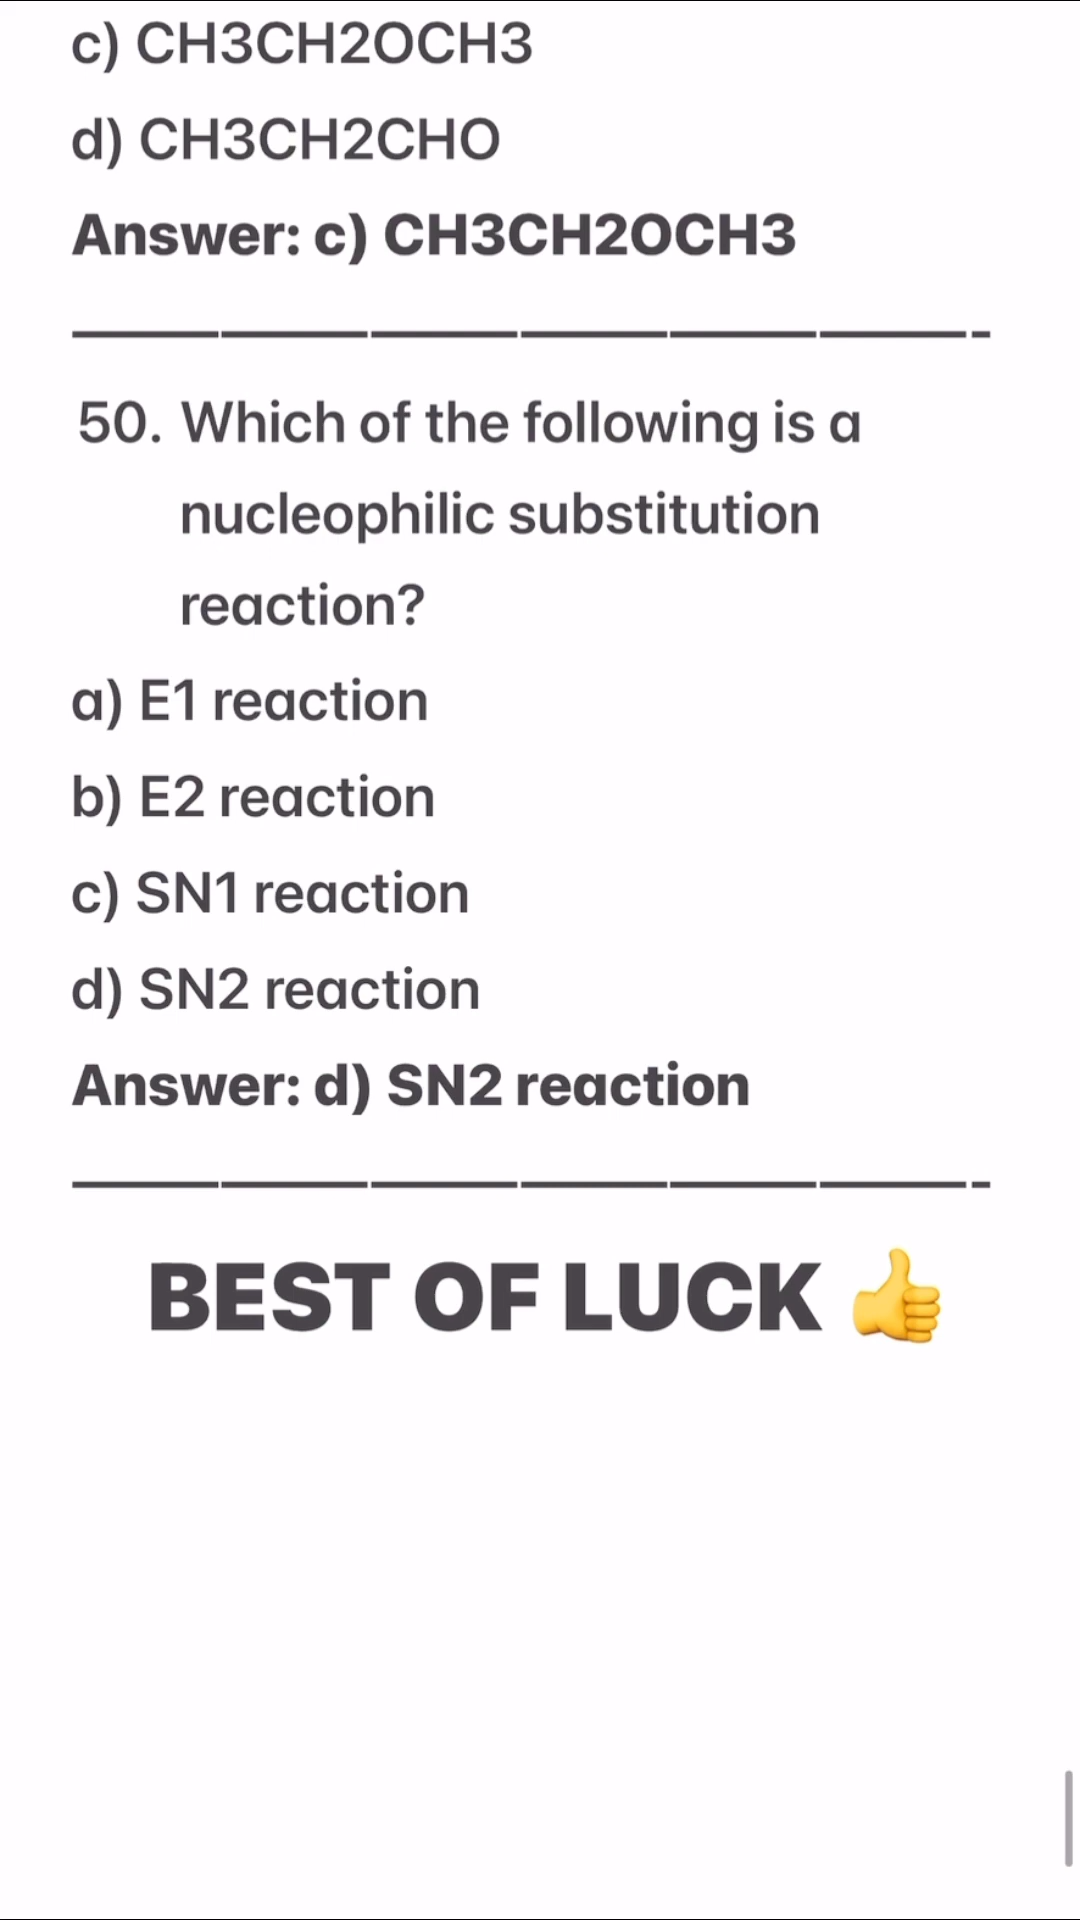 c) CH3CH2OCH3
d) CH3CH2CHO
Answer: c) CH3CH2OCH3
——————-
50. Which of the following is a
nucleophilic substitution
reaction?
a) E1 reaction
b) E2 reaction
c) SN1 reaction
d) SN2 reaction
Answer: d) SN2 reaction
——————-
BEST OF LUCK 👍